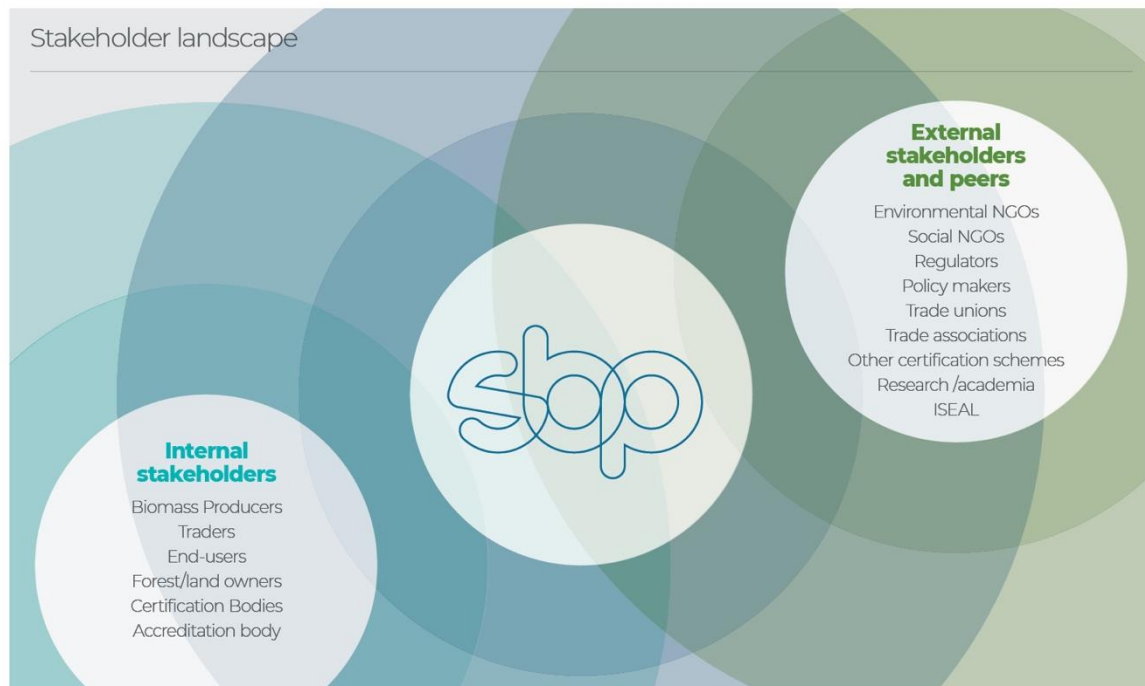 Stakeholder landscape
External
stakeholders
and peers
Environmental NGOs
Social NGOs
Regulators
Policy makers
Trade unions
Trade associations
Other certification schemes
Research /academia
ISEAL
sbp
Internal
stakeholders
Biomass Producers
Traders
End-users
Forest/land owners
Certification Bodies
Accreditation body